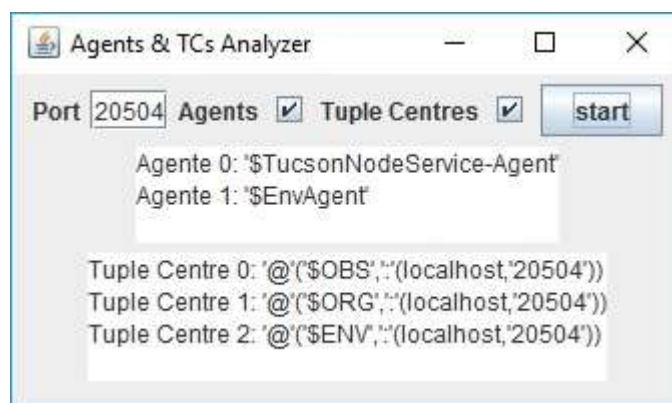 Agents & TCs Analyzer
Port 20504 Agents Tuple Centres start
Agente 0: '$TucsonNodeService-Agent'
Agente 1: '$EnvAgent'
Tuple Centre 0: '@'('$OBS',':'(localhost,'20504'))
Tuple Centre 1: '@'('$ORG',':'(localhost,'20504'))
Tuple Centre 2: '@'('$ENV',':'(localhost,'20504'))